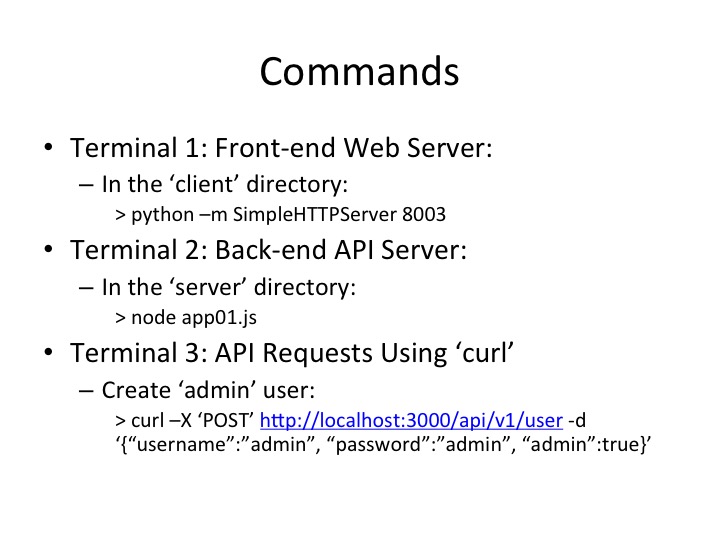 Commands
• Terminal 1: Front-end Web Server:
– In the ‘client’ directory:
> python –m SimpleHTTPServer 8003
• Terminal 2: Back-end API Server:
– In the ‘server’ directory:
> node app01.js
• Terminal 3: API Requests Using ‘curl’
– Create ‘admin’ user:
> curl –X ‘POST’ http://localhost:3000/api/v1/user -d
‘{“username”:”admin”, “password”:”admin”, “admin”:true}’